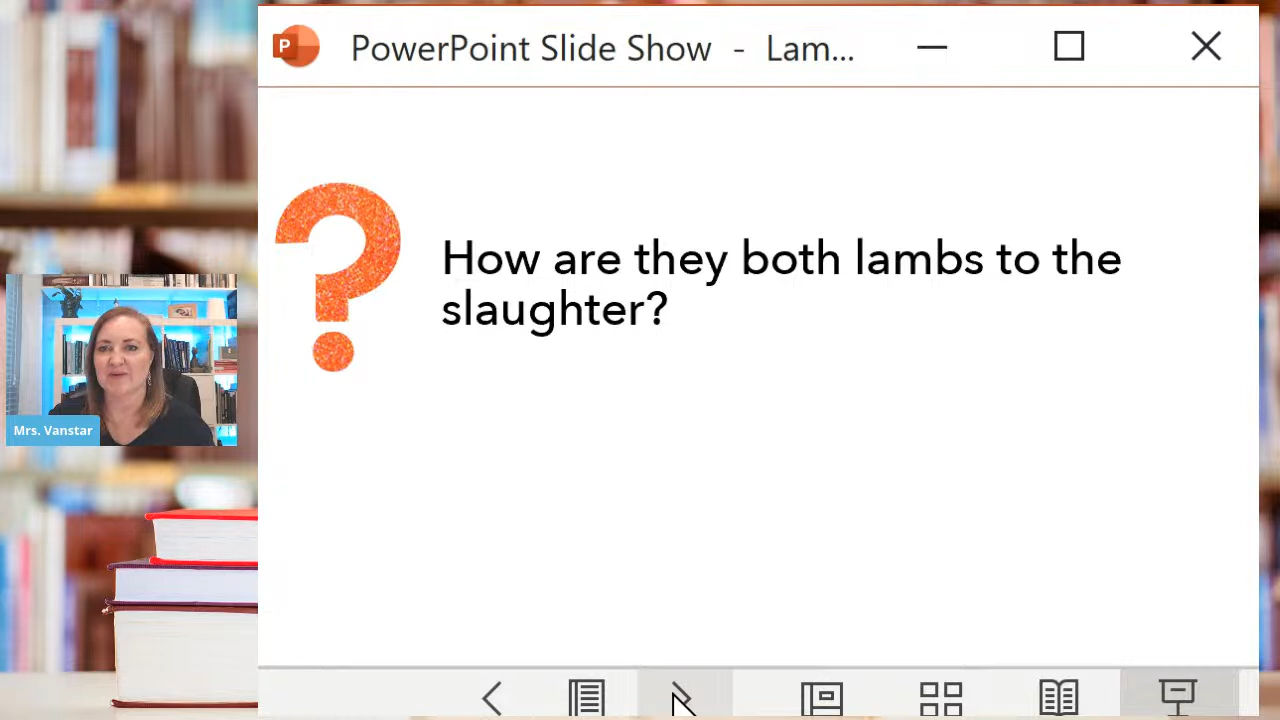 P
PowerPoint Slide Show - Lam...
How are they both lambs to the
slaughter?
Mrs. Vanstar